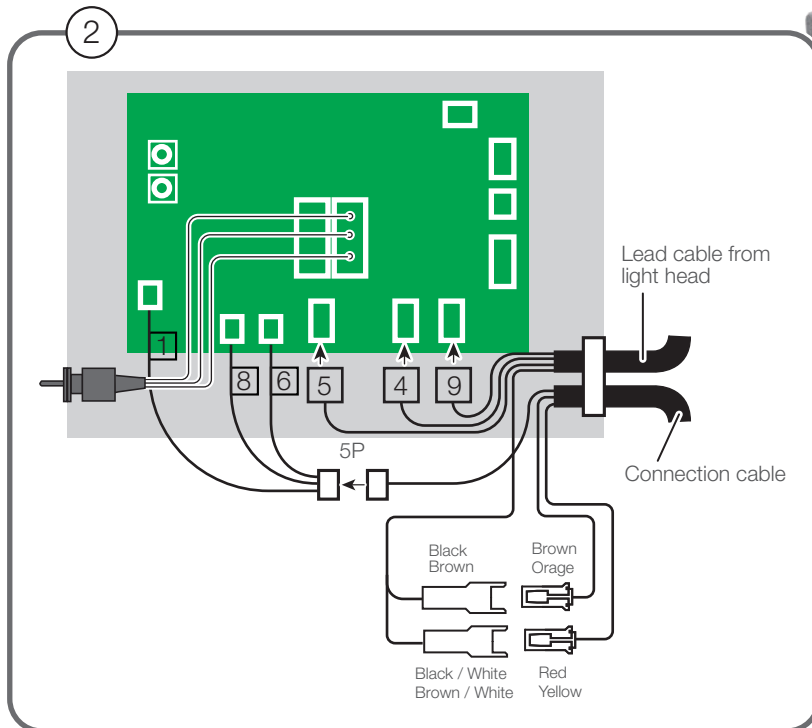 2
Lead cable from
light head
1
8
6
5
4
9
5P
Connection cable
Black
Brown
Brown
Orage
Black / White
Brown / White
Red
Yellow